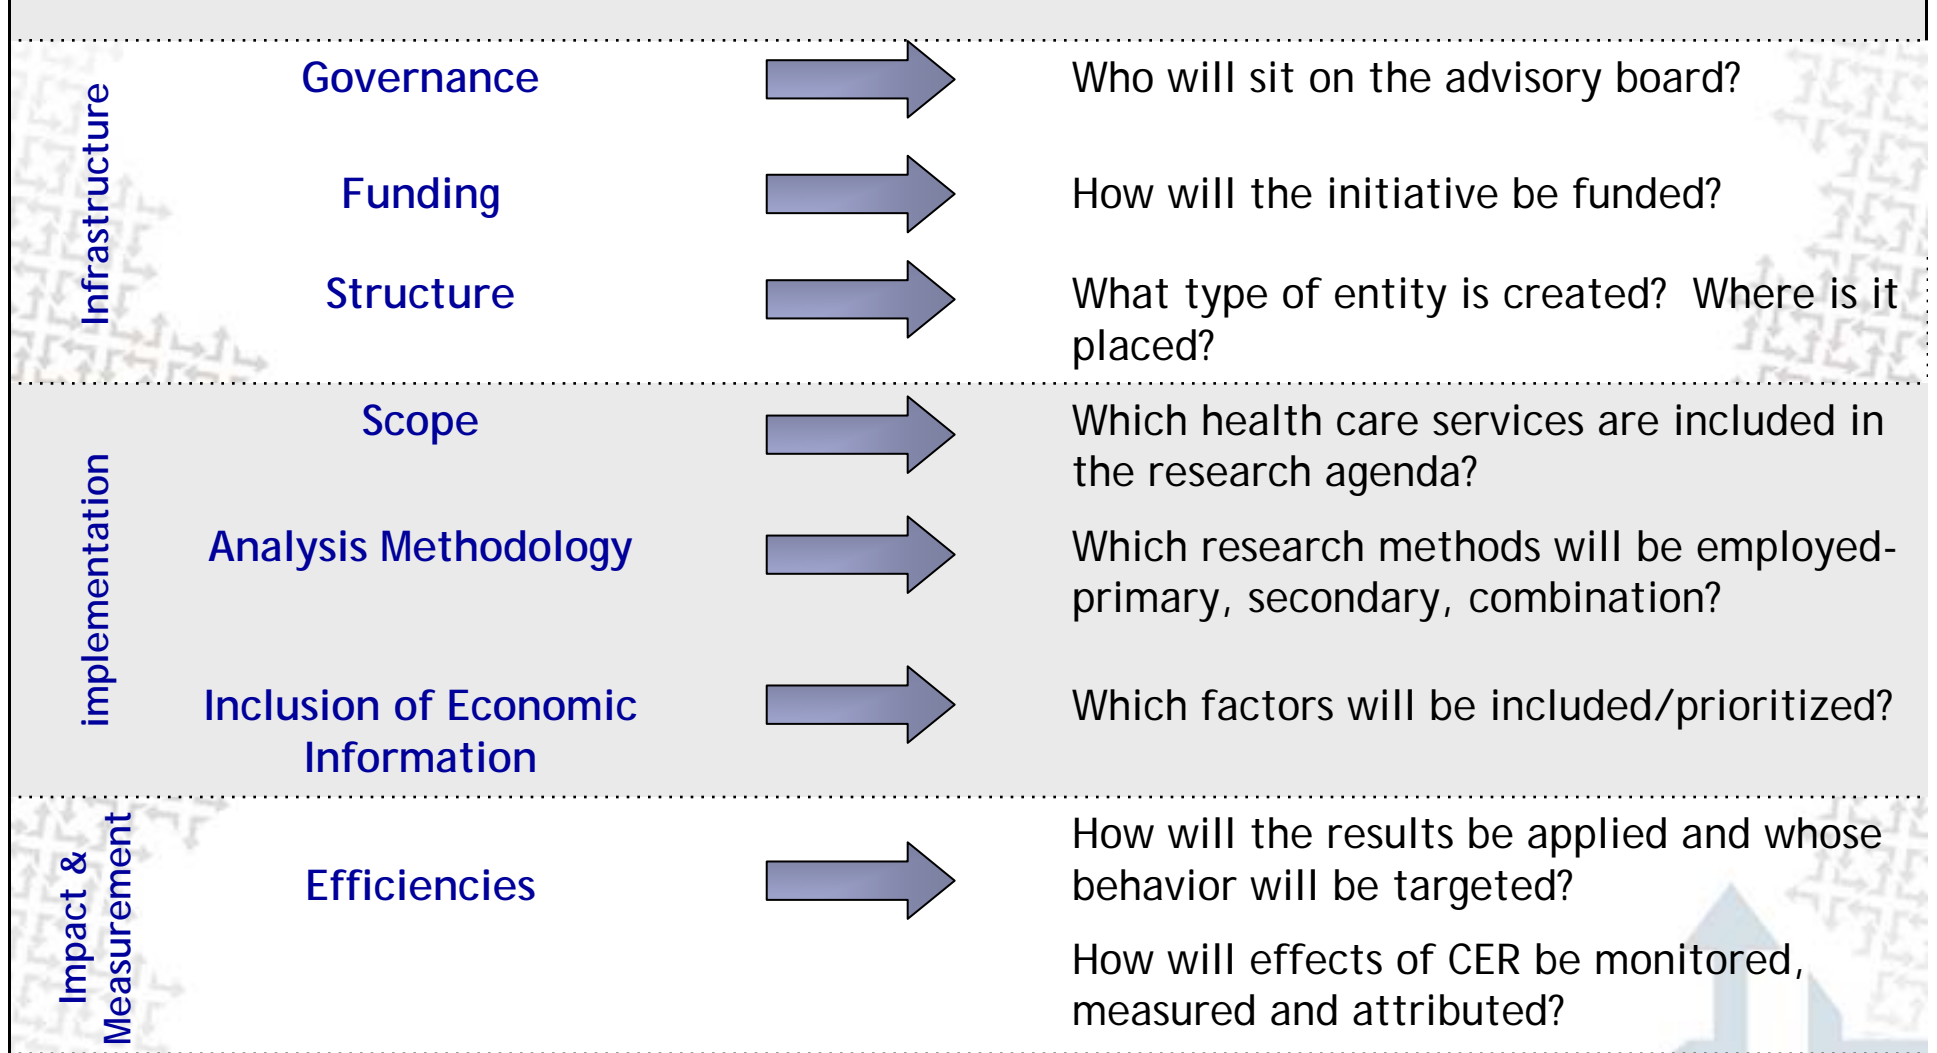 Infrastructure
Governance
Who will sit on the advisory board?
Funding
How will the initiative be funded?
Structure
What type of entity is created?  Where is it
placed?
implementation
Scope
Which health care services are included in
the research agenda?
Analysis Methodology
Which research methods will be employed-
primary, secondary, combination?
Inclusion of Economic
Information
Which factors will be included/prioritized?
Impact &
Measurement
Efficiencies
How will the results be applied and whose
behavior will be targeted?
How will effects of CER be monitored,
measured and attributed?